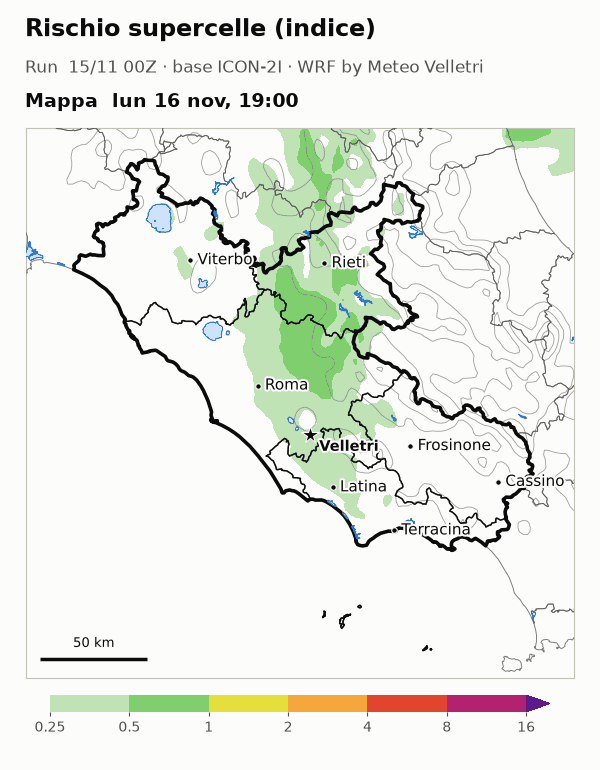 Rischio supercelle (indice)
Run 15/11 00Z · base ICON-2I · WRF by Meteo Velletri
Mappa lun 16 nov, 19:00
Viterbo
Rieti
Roma
Velletri
Frosinone
Latina
Cassino
Terracina
50 km
0.25 0.5 1 2 4 8 16